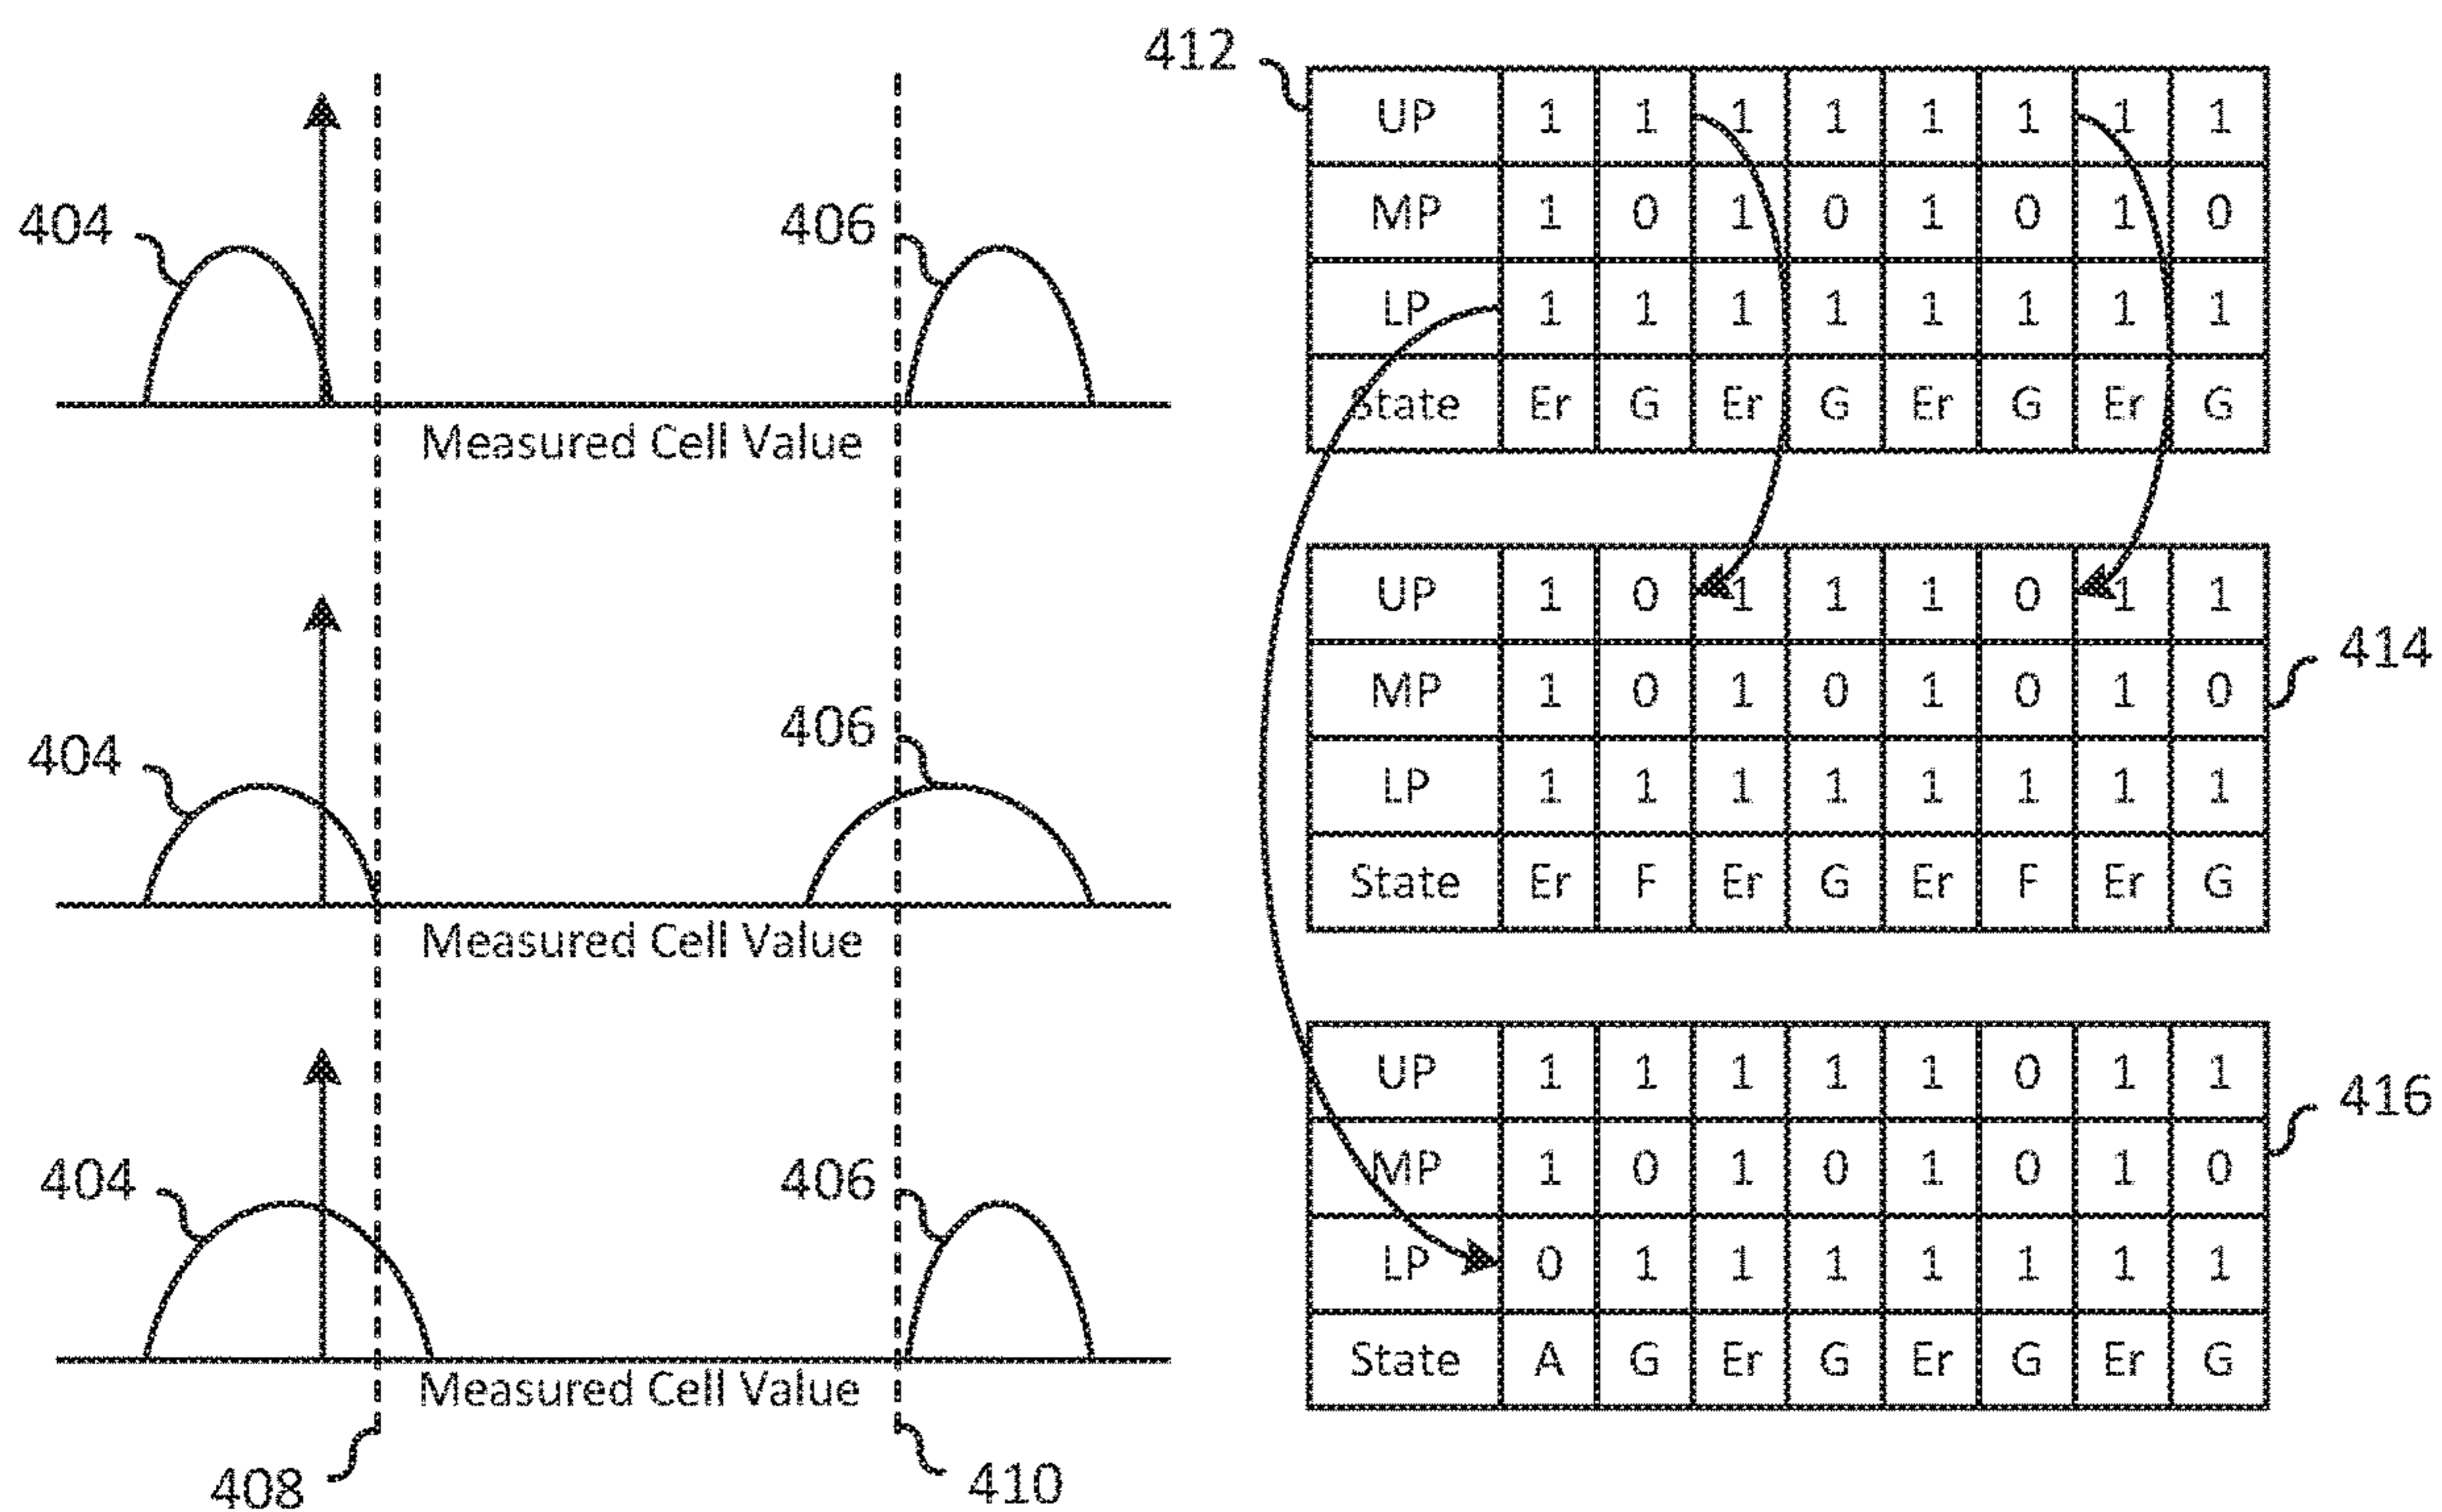 412
UP 1 1 1 1 1 1 1 1
MP 1 0 1 0 1 0 1 0
LP 1 1 1 1 1 1 1 1
State Er G Er G Er G Er G
404
406
Measured Cell Value
UP 1 0 1 1 1 0 1 1
MP 1 0 1 0 1 0 1 0
LP 1 1 1 1 1 1 1 1
State Er F Er G Er F Er G
414
404
406
Measured Cell Value
UP 1 1 1 1 1 0 1 1
MP 1 0 1 0 1 0 1 0
LP 0 1 1 1 1 1 1 1
State A G Er G Er G Er G
416
404
406
Measured Cell Value
408
410